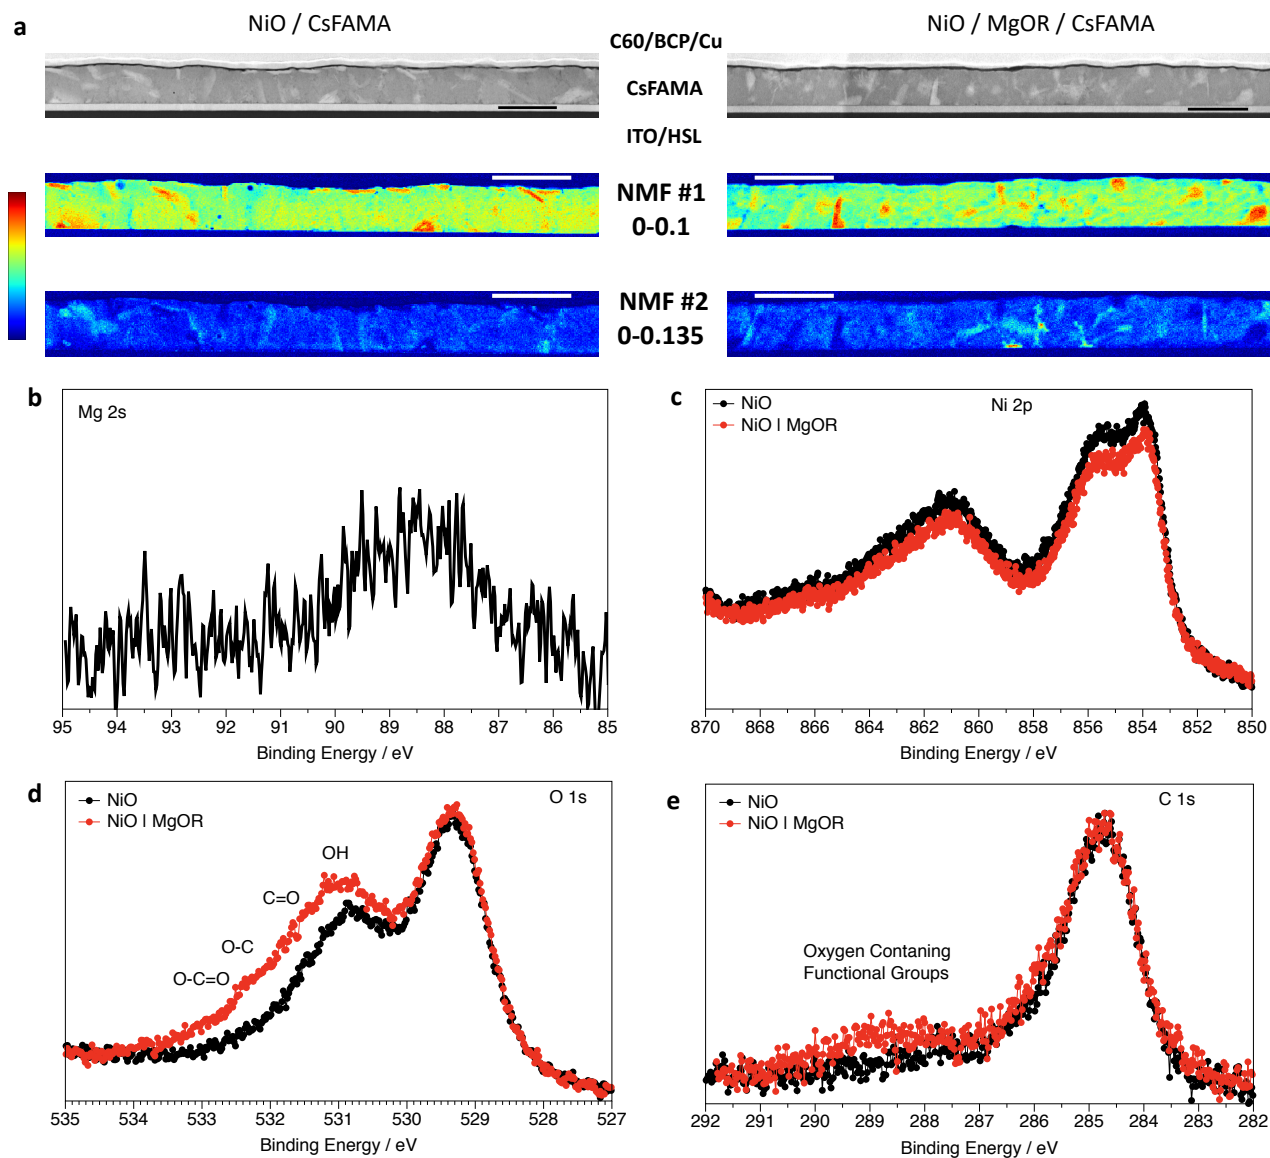 a
NiO / CsFAMA
NiO / MgOR / CsFAMA
C60/BCP/Cu
CsFAMA
ITO/HSL
NMF #1
0-0.1
NMF #2
0-0.135
b
Mg 2s
95 94 93 92 91 90 89 88 87 86 85
Binding Energy / eV
c
NiO
NiO | MgOR
Ni 2p
870 868 866 864 862 860 858 856 854 852 850
Binding Energy / eV
d
NiO
NiO | MgOR
O 1s
OH
C=O
O-C
O-C=O
535 534 533 532 531 530 529 528 527
Binding Energy / eV
e
NiO
NiO | MgOR
C 1s
Oxygen Contaning
Functional Groups
292 291 290 289 288 287 286 285 284 283 282
Binding Energy / eV